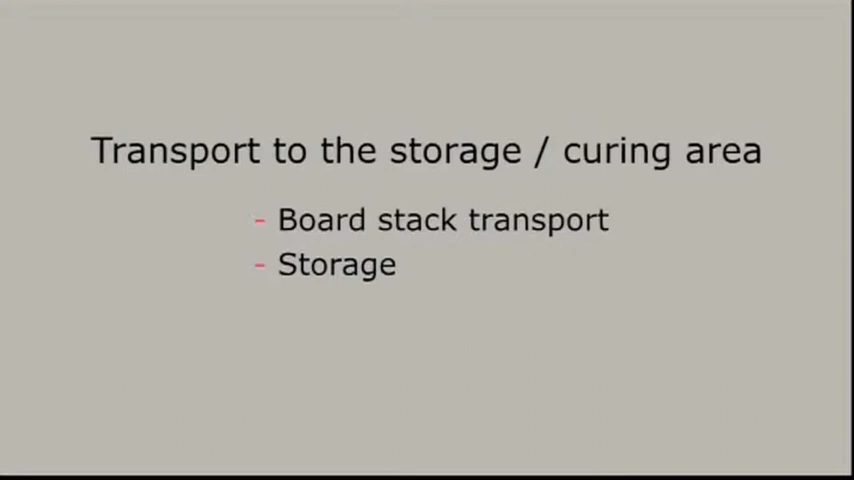 Transport to the storage / curing area
- Board stack transport
- Storage